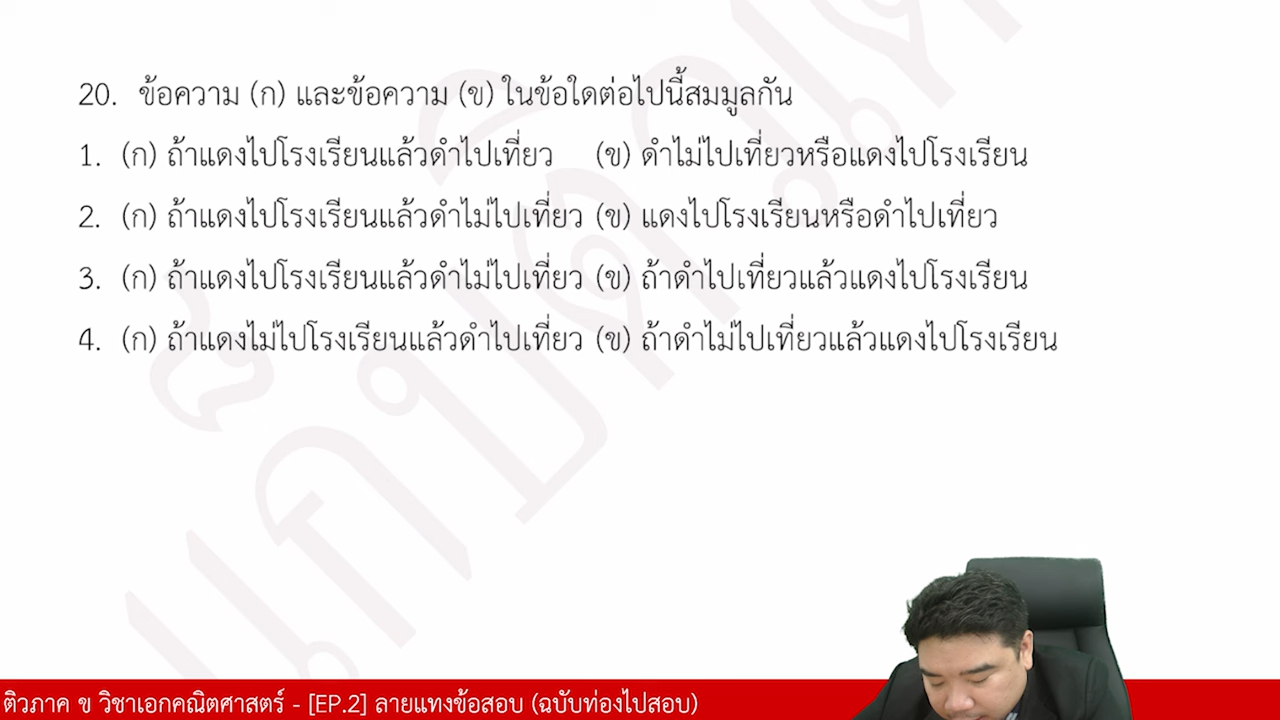 20. ข้อความ (ก) และข้อความ (ข) ในข้อใดต่อไปนี้สมมูลกัน
1. (ก) ถ้าแดงไปโรงเรียนแล้วดำไปเที่ยว (ข) ดำไม่ไปเที่ยวหรือแดงไปโรงเรียน
2. (ก) ถ้าแดงไปโรงเรียนแล้วดำไม่ไปเที่ยว (ข) แดงไปโรงเรียนหรือดำไปเที่ยว
3. (ก) ถ้าแดงไปโรงเรียนแล้วดำไม่ไปเที่ยว (ข) ถ้าดำไปเที่ยวแล้วแดงไปโรงเรียน
4. (ก) ถ้าแดงไม่ไปโรงเรียนแล้วดำไปเที่ยว (ข) ถ้าดำไม่ไปเที่ยวแล้วแดงไปโรงเรียน
ติวภาค ข วิชาเอกคณิตศาสตร์ - [EP.2] ลายแทงข้อสอบ (ฉบับท่องไปสอบ)